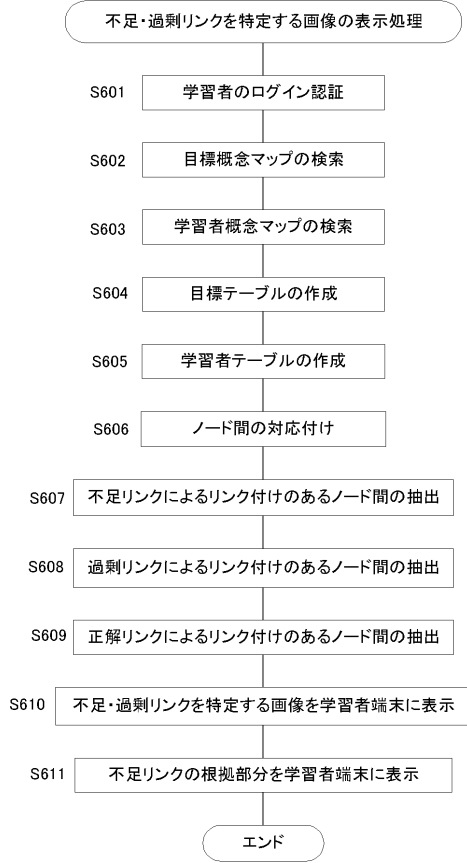 不足・過剰リンクを特定する画像の表示処理
S601 学習者のログイン認証
S602 目標概念マップの検索
S603 学習者概念マップの検索
S604 目標テーブルの作成
S605 学習者テーブルの作成
S606 ノード間の対応付け
S607 不足リンクによるリンク付けのあるノード間の抽出
S608 過剰リンクによるリンク付けのあるノード間の抽出
S609 正解リンクによるリンク付けのあるノード間の抽出
S610 不足・過剰リンクを特定する画像を学習者端末に表示
S611 不足リンクの根拠部分を学習者端末に表示
エンド